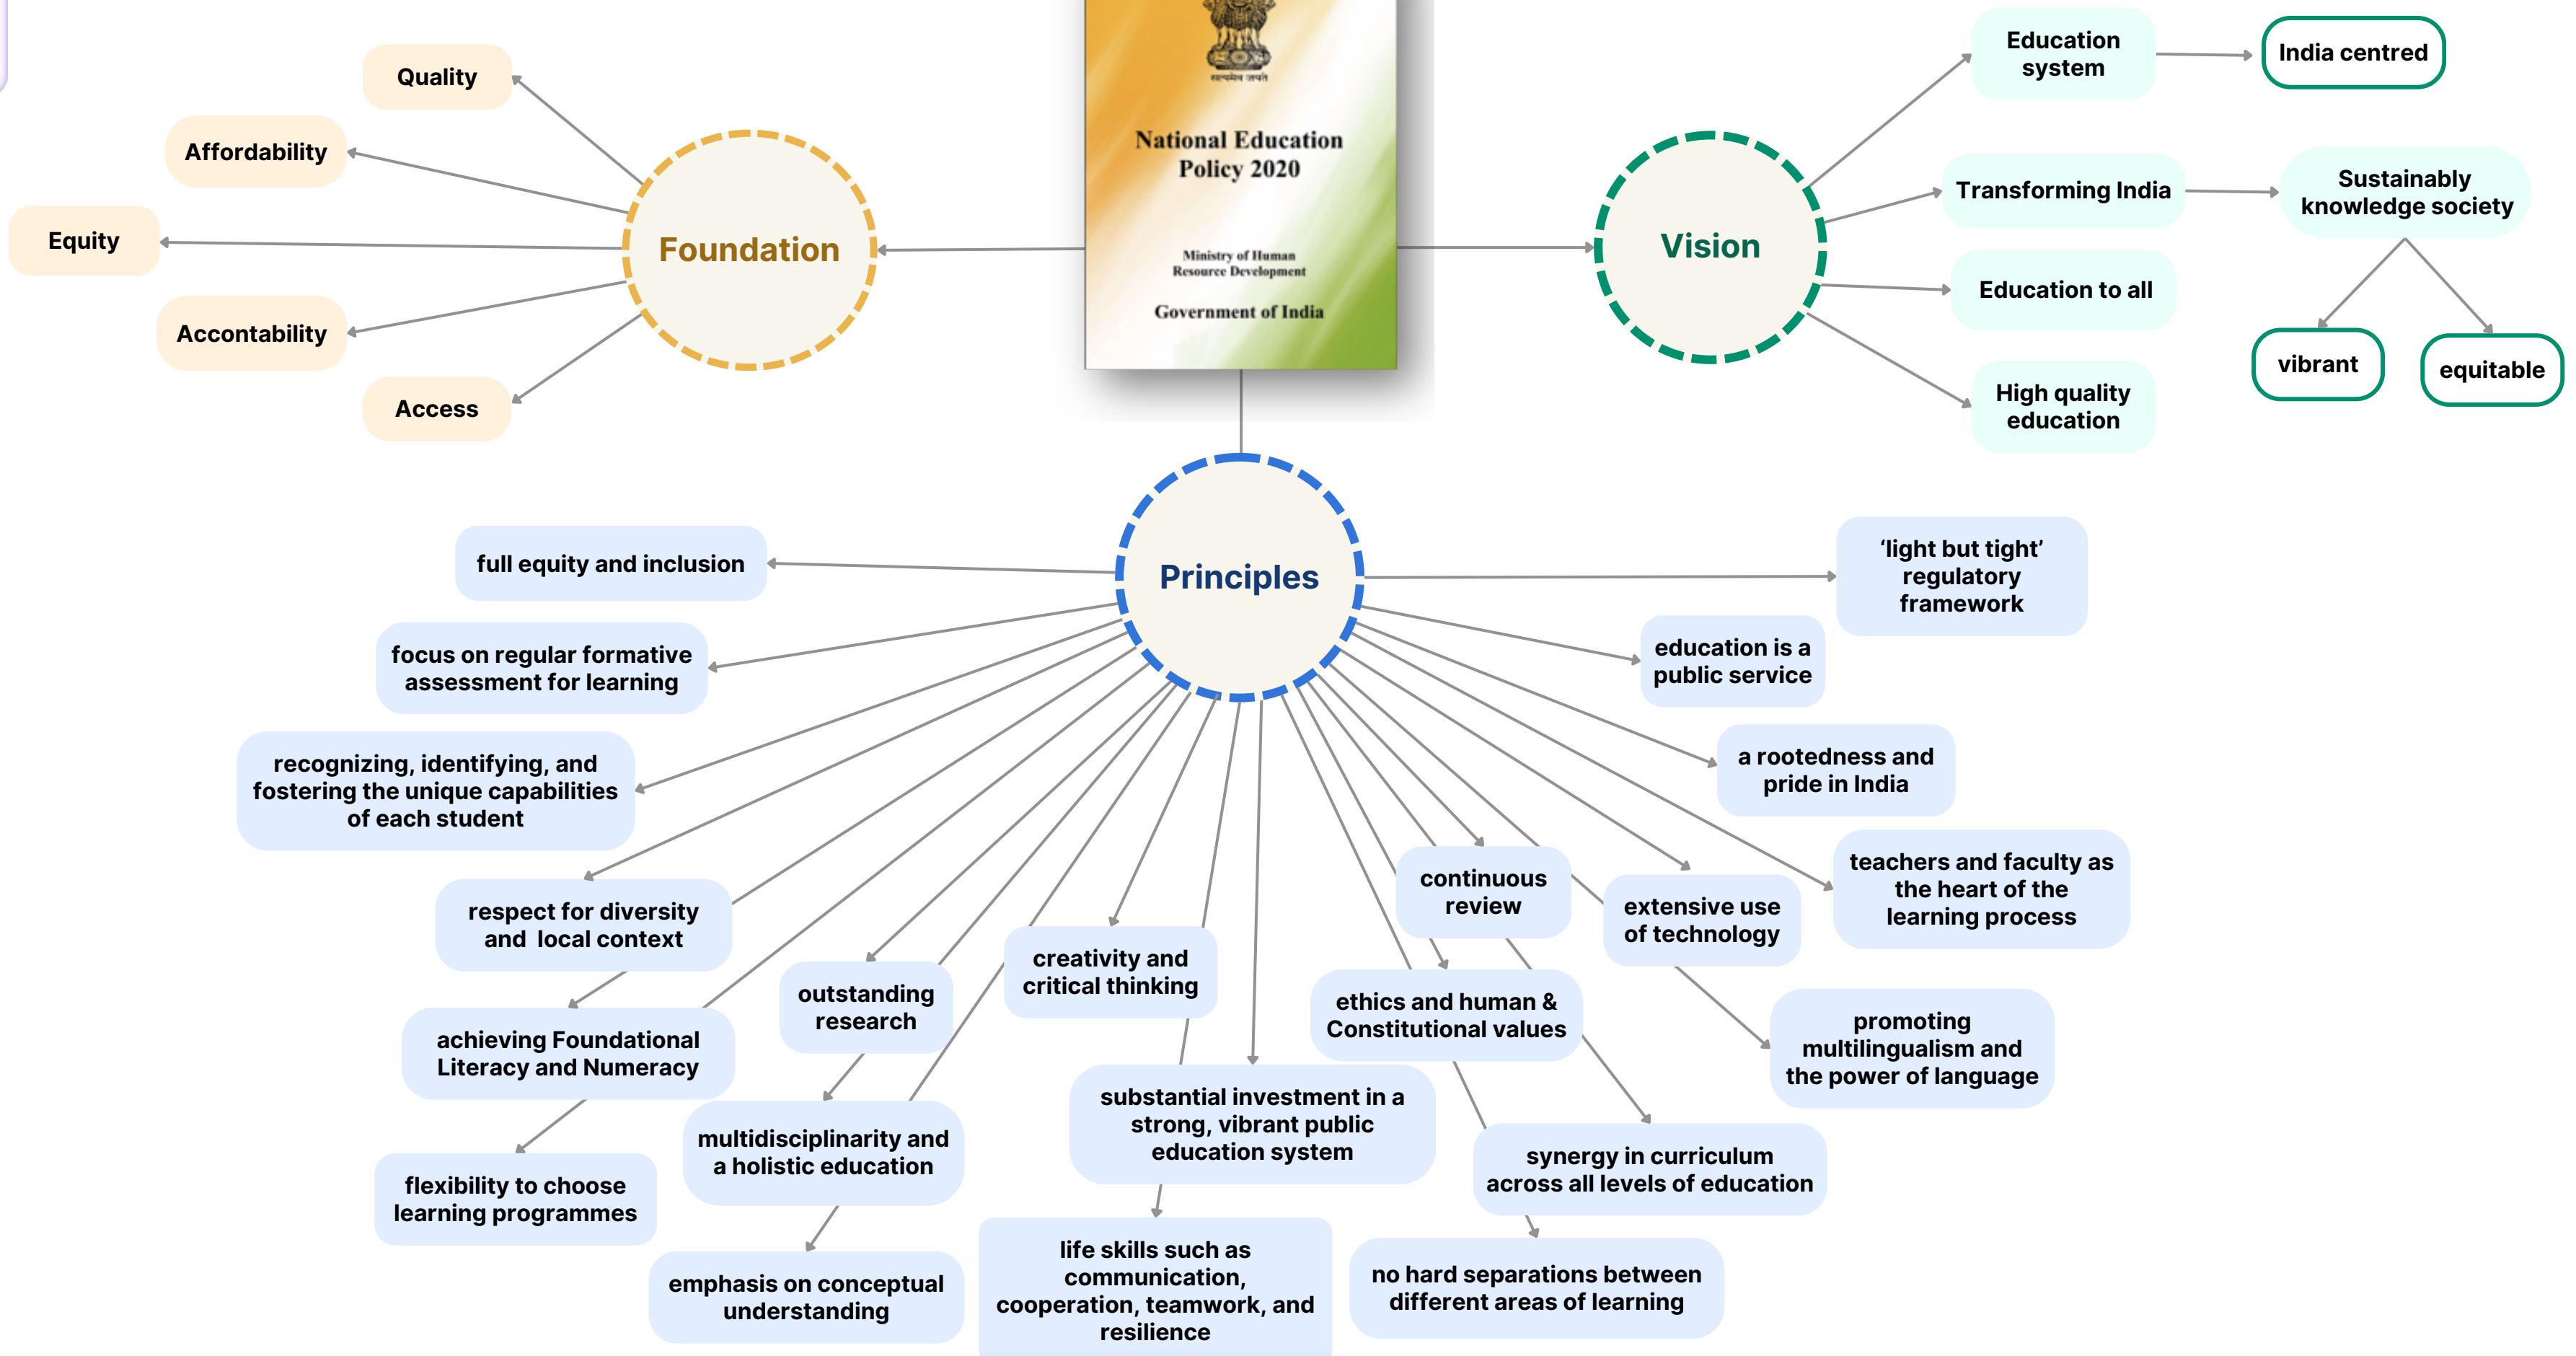 सत्यमेव जयते
National Education
Policy 2020
Ministry of Human
Resource Development
Government of India
Foundation
Quality
Affordability
Equity
Accontability
Access
Vision
Education
system
India centred
Transforming India
Sustainably
knowledge society
vibrant
equitable
Education to all
High quality
education
Principles
full equity and inclusion
focus on regular formative
assessment for learning
recognizing, identifying, and
fostering the unique capabilities
of each student
respect for diversity
and  local context
achieving Foundational
Literacy and Numeracy
flexibility to choose
learning programmes
outstanding
research
multidisciplinarity and
a holistic education
emphasis on conceptual
understanding
creativity and
critical thinking
substantial investment in a
strong, vibrant public
education system
life skills such as
communication,
cooperation, teamwork, and
resilience
‘light but tight’
regulatory
framework
education is a
public service
a rootedness and
pride in India
teachers and faculty as
the heart of the
learning process
continuous
review
extensive use
of technology
ethics and human &
Constitutional values
promoting
multilingualism and
the power of language
synergy in curriculum
across all levels of education
no hard separations between
different areas of learning